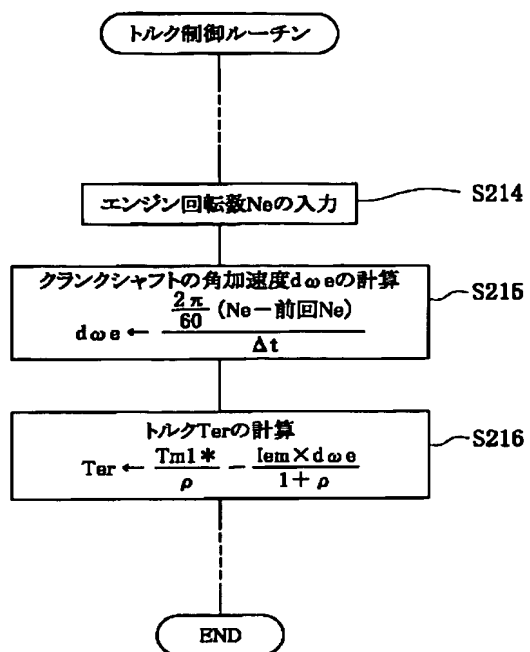 トルク制御ルーチン
エンジン回転数Neの入力
S214
クランクシャフトの角加速度dωeの計算
dωe ← (2π/60 (Ne－前回Ne)) / Δt
S215
トルクTerの計算
Ter ← Tm1*/ρ － (Iem×dωe)/(1+ρ)
S216
END